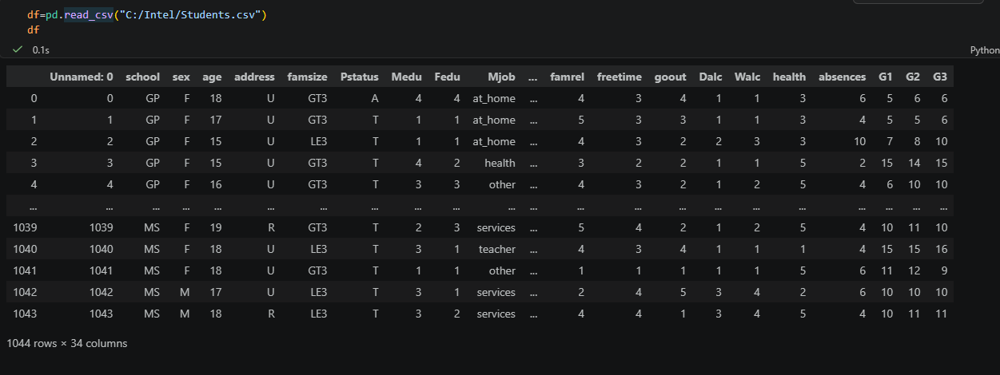 df=pd.read_csv("C:/Intel/Students.csv")
df
0.1s Python
Unnamed: 0 school sex age address famsize Pstatus Medu Fedu Mjob ... famrel freetime goout Dalc Walc health absences G1 G2 G3
0 0 GP F 18 U GT3 A 4 4 at_home ... 4 3 4 1 1 3 6 5 6 6
1 1 GP F 17 U GT3 T 1 1 at_home ... 5 3 3 1 1 3 4 5 5 6
2 2 GP F 15 U LE3 T 1 1 at_home ... 4 3 2 2 3 3 10 7 8 10
3 3 GP F 15 U GT3 T 4 2 health ... 3 2 2 1 1 5 2 15 14 15
4 4 GP F 16 U GT3 T 3 3 other ... 4 3 2 1 2 5 4 6 10 10
... ... ... ... ... ... ... ... ... ... ... ... ... ... ... ... ... ... ... ... ... ...
1039 1039 MS F 19 R GT3 T 2 3 services ... 5 4 2 1 2 5 4 10 11 10
1040 1040 MS F 18 U LE3 T 3 1 teacher ... 4 3 4 1 1 1 4 15 15 16
1041 1041 MS F 18 U GT3 T 1 1 other ... 1 1 1 1 1 5 6 11 12 9
1042 1042 MS M 17 U LE3 T 3 1 services ... 2 4 5 3 4 2 6 10 10 10
1043 1043 MS M 18 R LE3 T 3 2 services ... 4 4 1 3 4 5 4 10 11 11
1044 rows × 34 columns